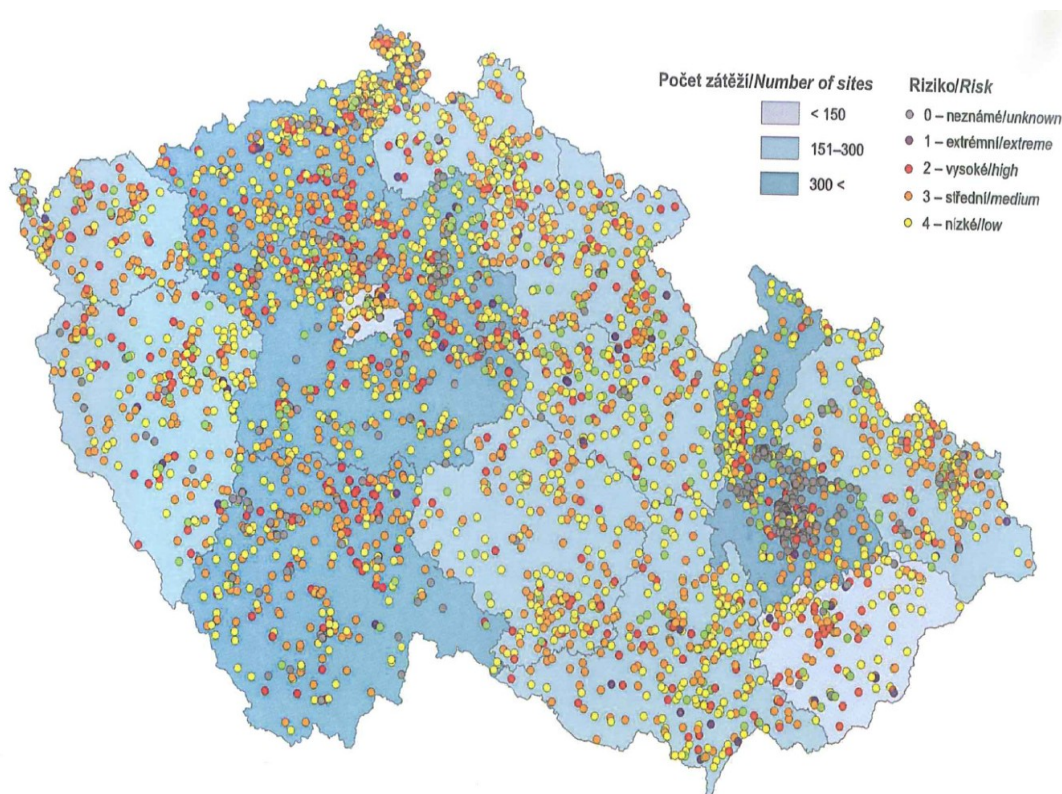 Počet zátěží/Number of sites
< 150
151–300
300 <
Riziko/Risk
0 – neznámé/unknown
1 – extrémní/extreme
2 – vysoké/high
3 – střední/medium
4 – nízké/low